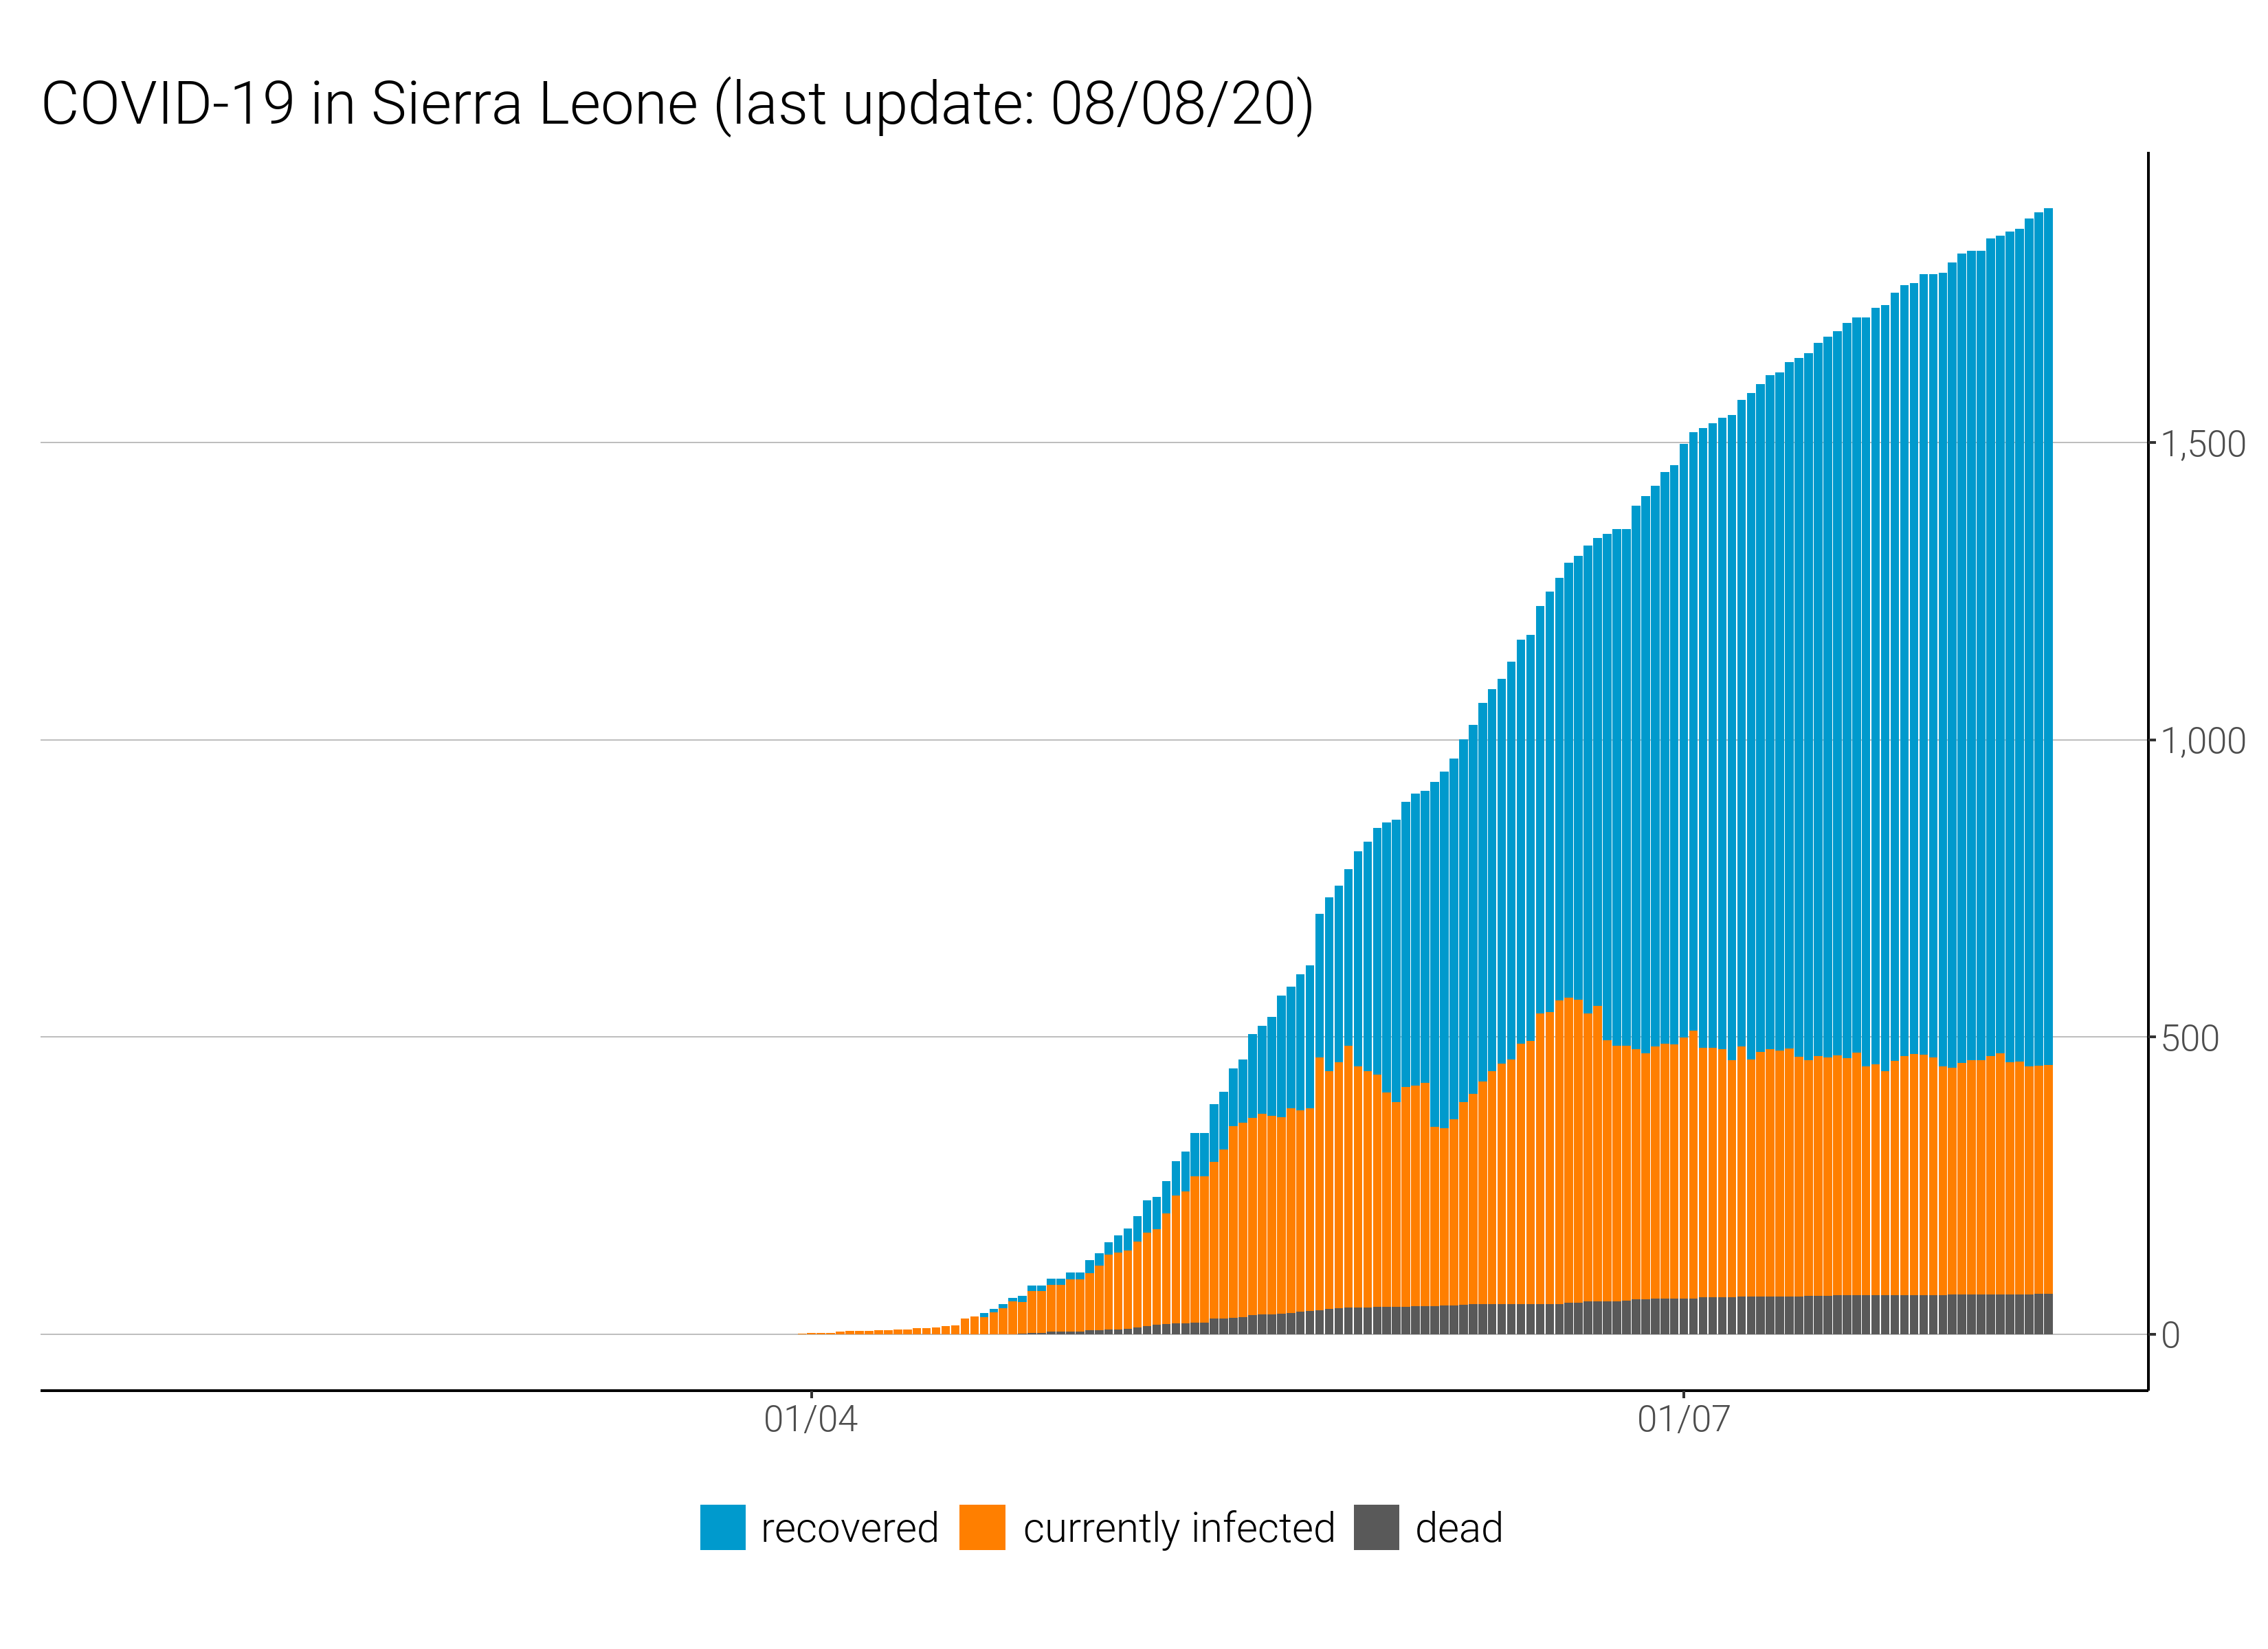 COVID-19 in Sierra Leone (last update: 08/08/20)
1,500
1,000
500
0
01/04 01/07
recovered currently infected dead